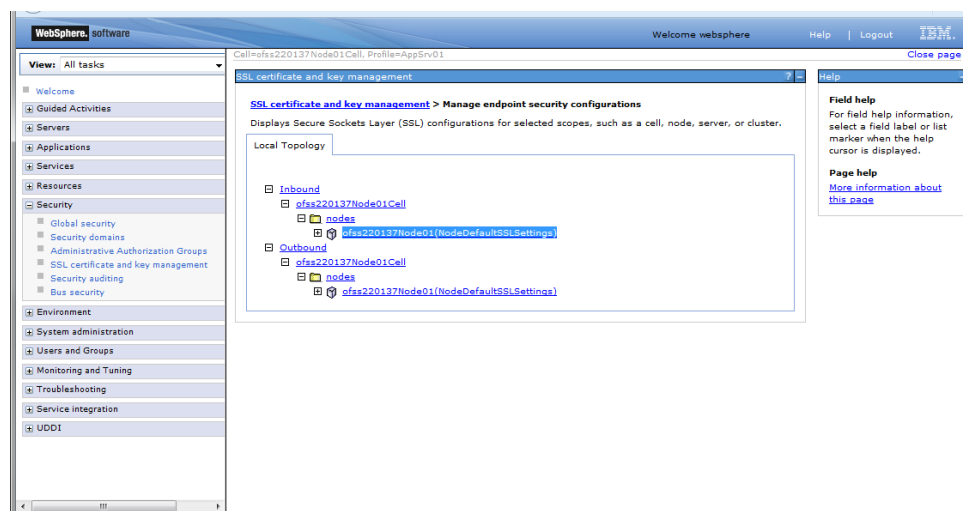 WebSphere. software
Welcome websphere
Help | Logout
IBM.
View: All tasks
Cell=ofss220137Node01Cell, Profile=AppSrv01
Close page
Welcome
Guided Activities
Servers
Applications
Services
Resources
Security
Global security
Security domains
Administrative Authorization Groups
SSL certificate and key management
Security auditing
Bus security
Environment
System administration
Users and Groups
Monitoring and Tuning
Troubleshooting
Service integration
UDDI
SSL certificate and key management
SSL certificate and key management > Manage endpoint security configurations
Displays Secure Sockets Layer (SSL) configurations for selected scopes, such as a cell, node, server, or cluster.
Local Topology
Inbound
ofss220137Node01Cell
nodes
ofss220137Node01(NodeDefaultSSLSettings)
Outbound
ofss220137Node01Cell
nodes
ofss220137Node01(NodeDefaultSSLSettings)
Help
Field help
For field help information,
select a field label or list
marker when the help
cursor is displayed.
Page help
More information about
this page